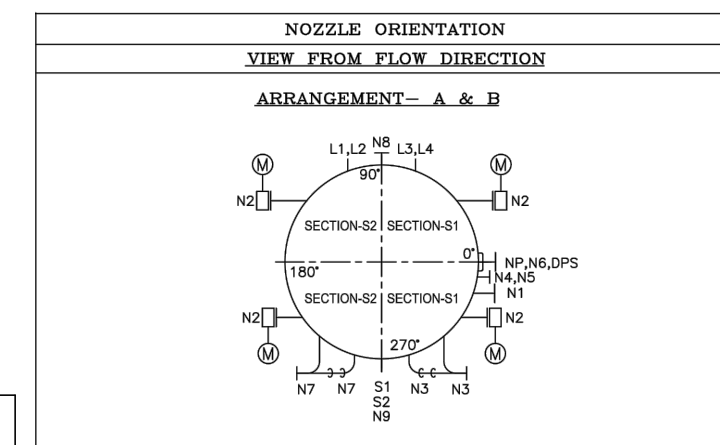 NOZZLE ORIENTATION
VIEW FROM FLOW DIRECTION
ARRANGEMENT- A & B
L1,L2 N8 L3,L4
M M
90°
N2 N2
SECTION-S2 SECTION-S1
0° NP,N6,DPS
180° N4,N5
SECTION-S2 SECTION-S1 N1
N2 N2
270°
M M
N7 N7 S1 N3 N3
S2
N9